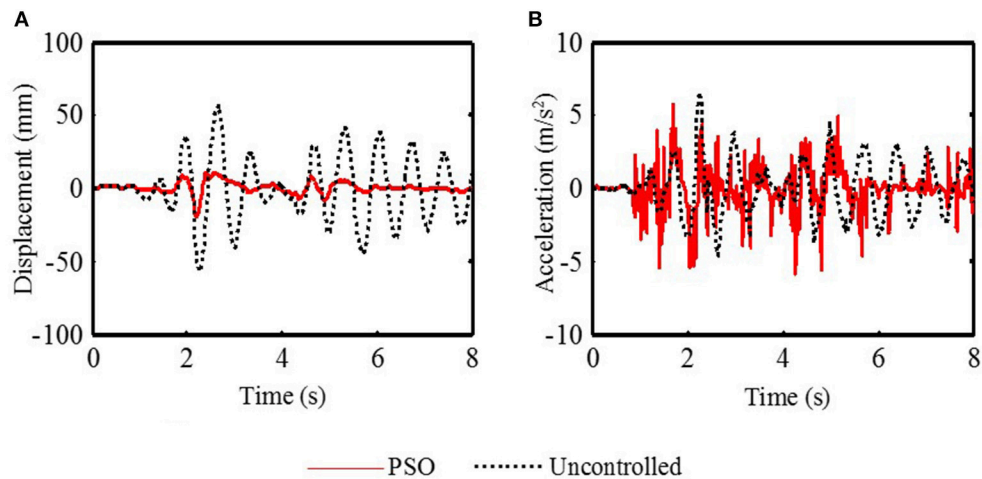 A
B
100
50
0
-50
-100
Displacement (mm)
0 2 4 6 8
Time (s)
10
5
0
-5
-10
Acceleration (m/s²)
0 2 4 6 8
Time (s)
PSO
Uncontrolled